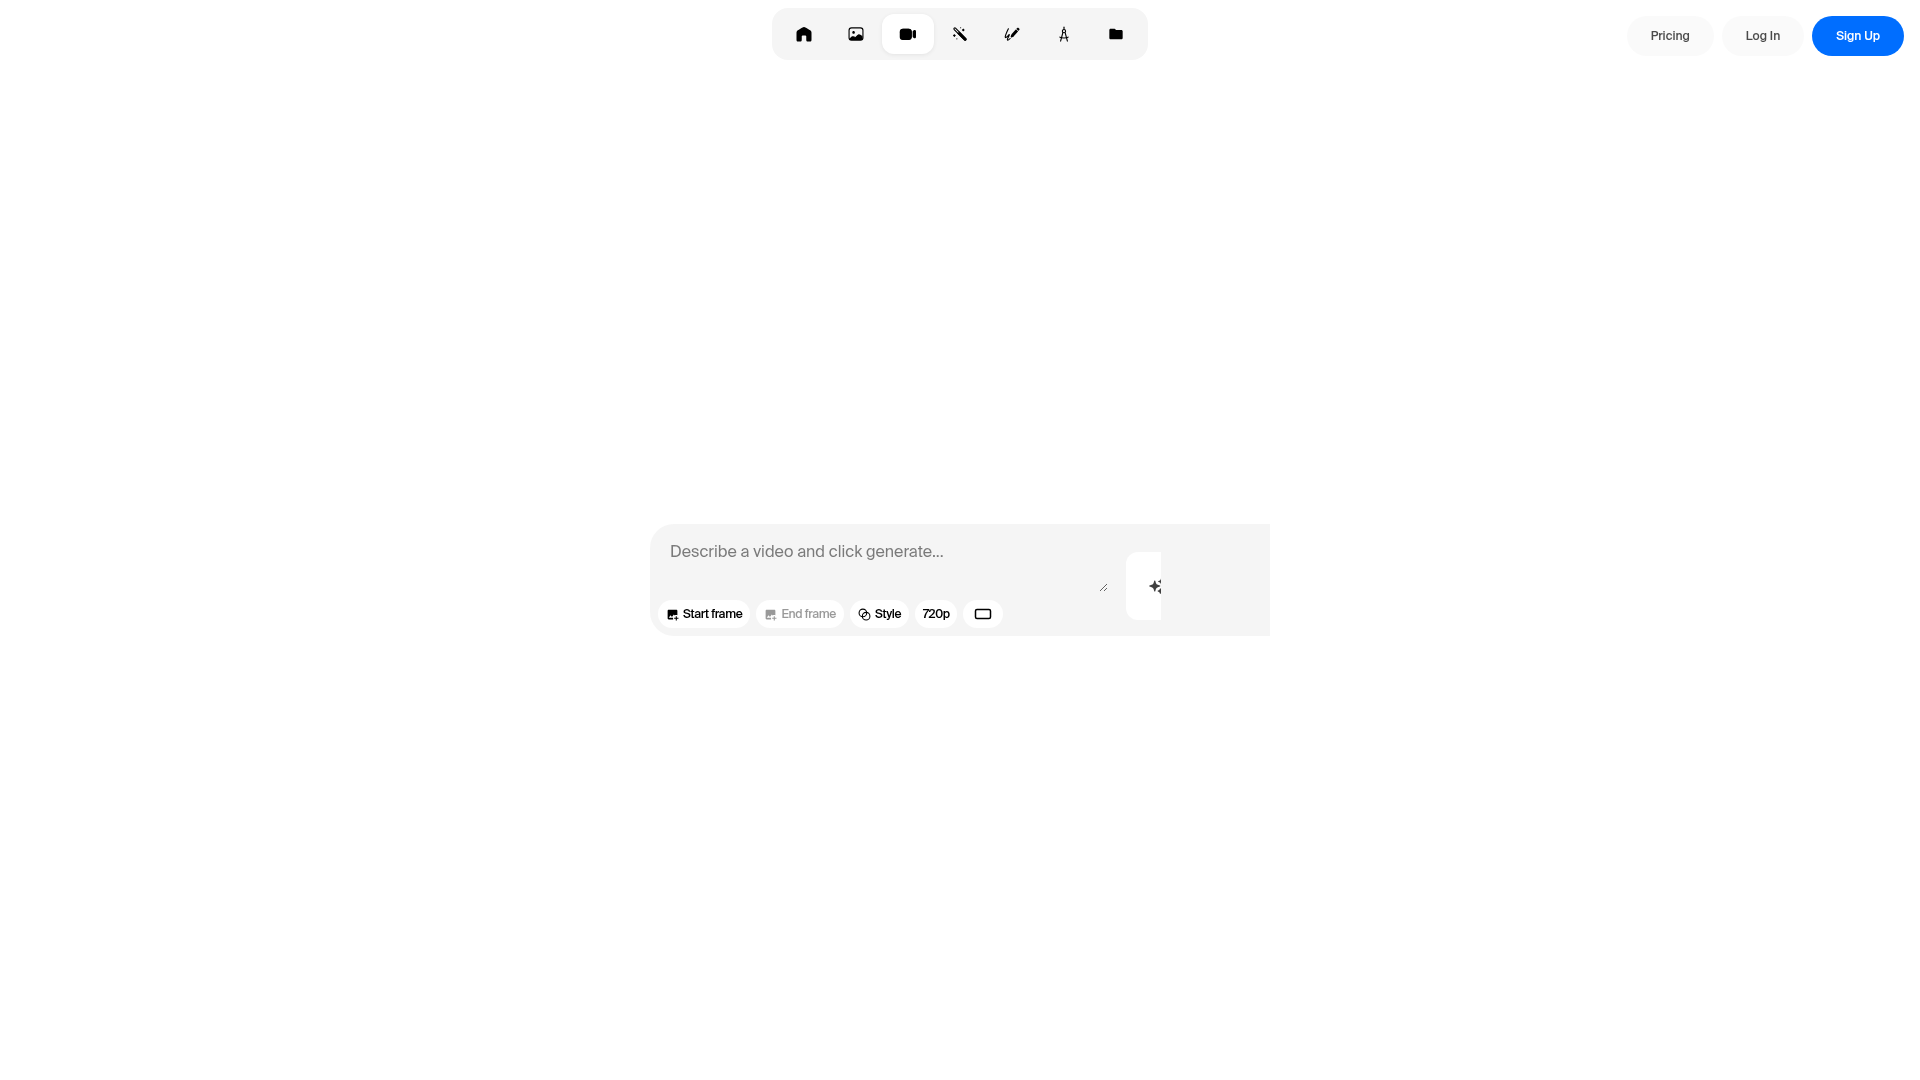 Pricing
Log In
Sign Up
Describe a video and click generate...
Start frame
End frame
Style
720p